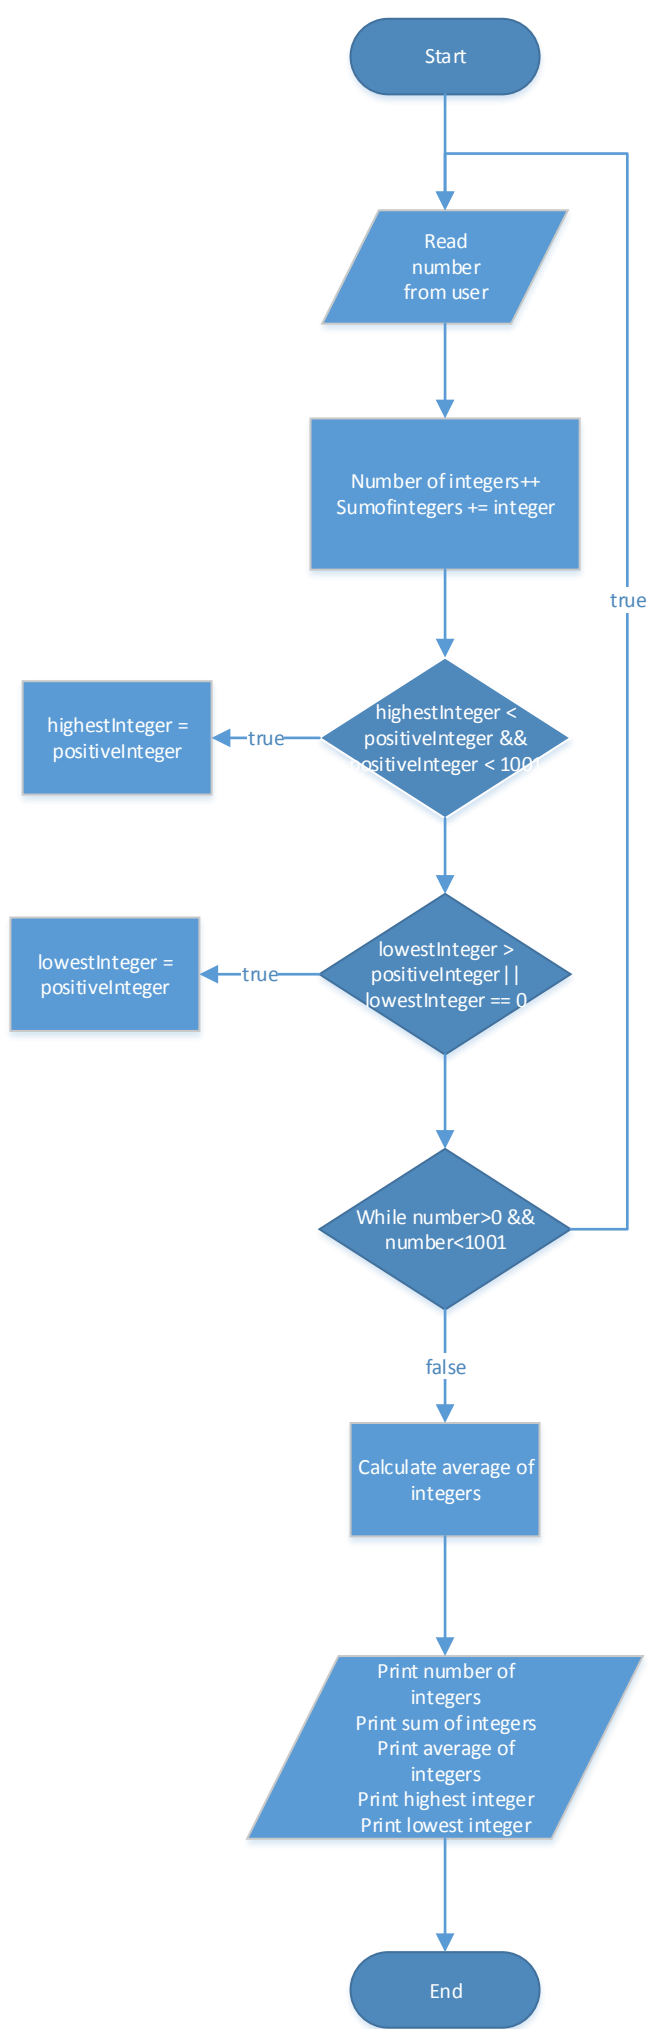 Start
Read
number
from user
Number of integers++
Sumofintegers += integer
true
highestInteger <
positiveInteger &&
positiveInteger < 1001
true
highestInteger =
positiveInteger
lowestInteger >
positiveInteger||
lowestInteger == 0
true
lowestInteger =
positiveInteger
While number>0 &&
number<1001
false
Calculate average of
integers
Print number of
integers
Print sum of integers
Print average of
integers
Print highest integer
Print lowest integer
End